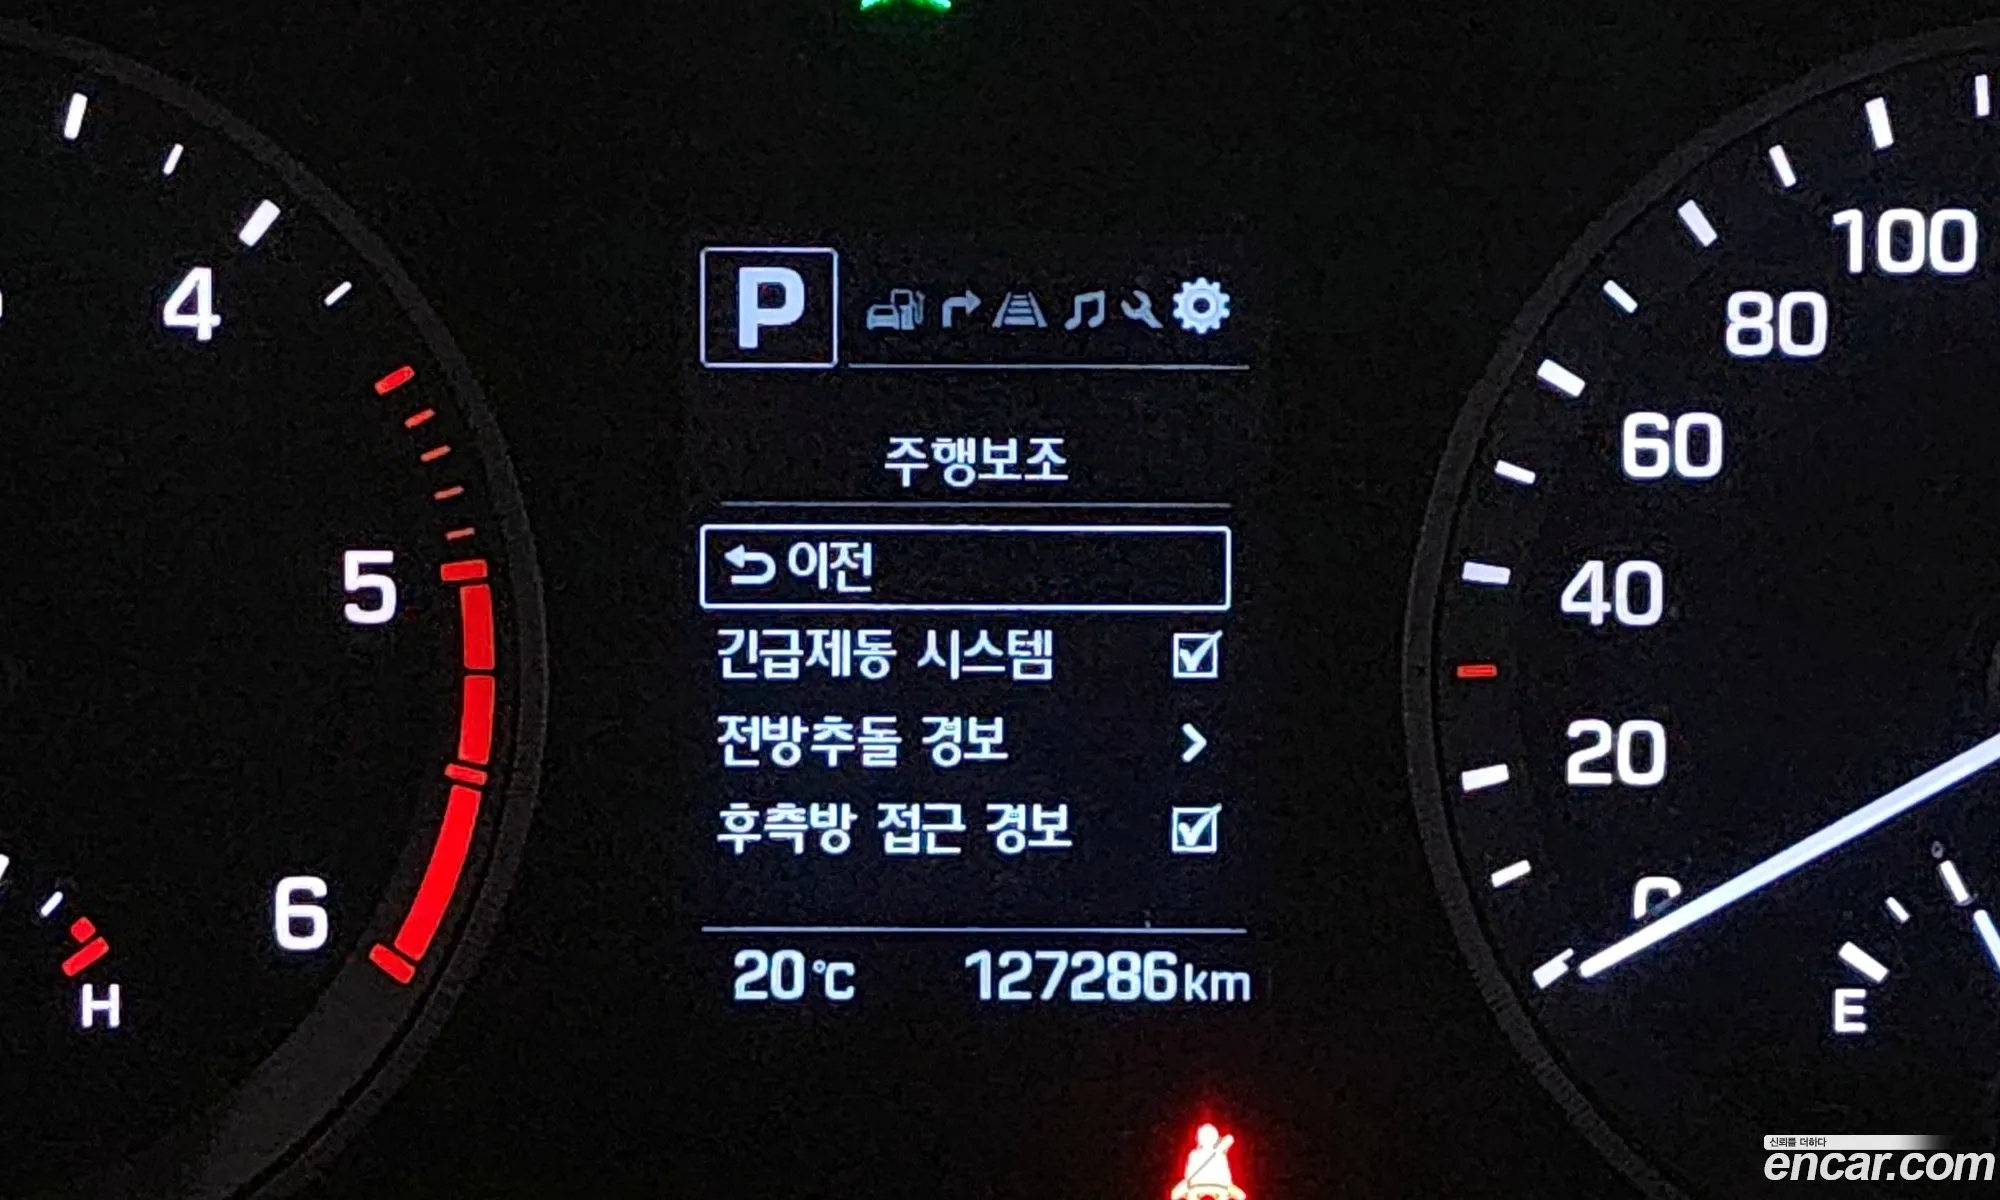 4
5
6
H
P
주행보조
이전
긴급제동 시스템
전방추돌 경보
후측방 접근 경보
20℃ 127286km
100
80
60
40
20
E
신뢰를 더하다
encar.com